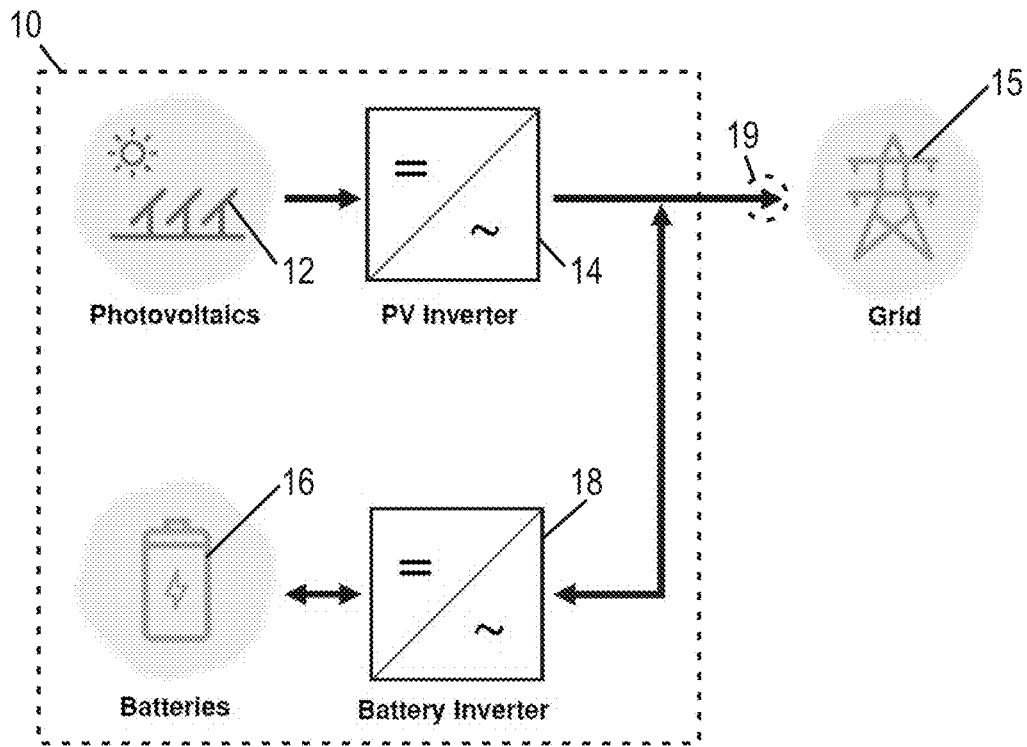 10
15
19
=
~
12
14
Photovoltaics
PV Inverter
Grid
16
18
=
~
Batteries
Battery Inverter